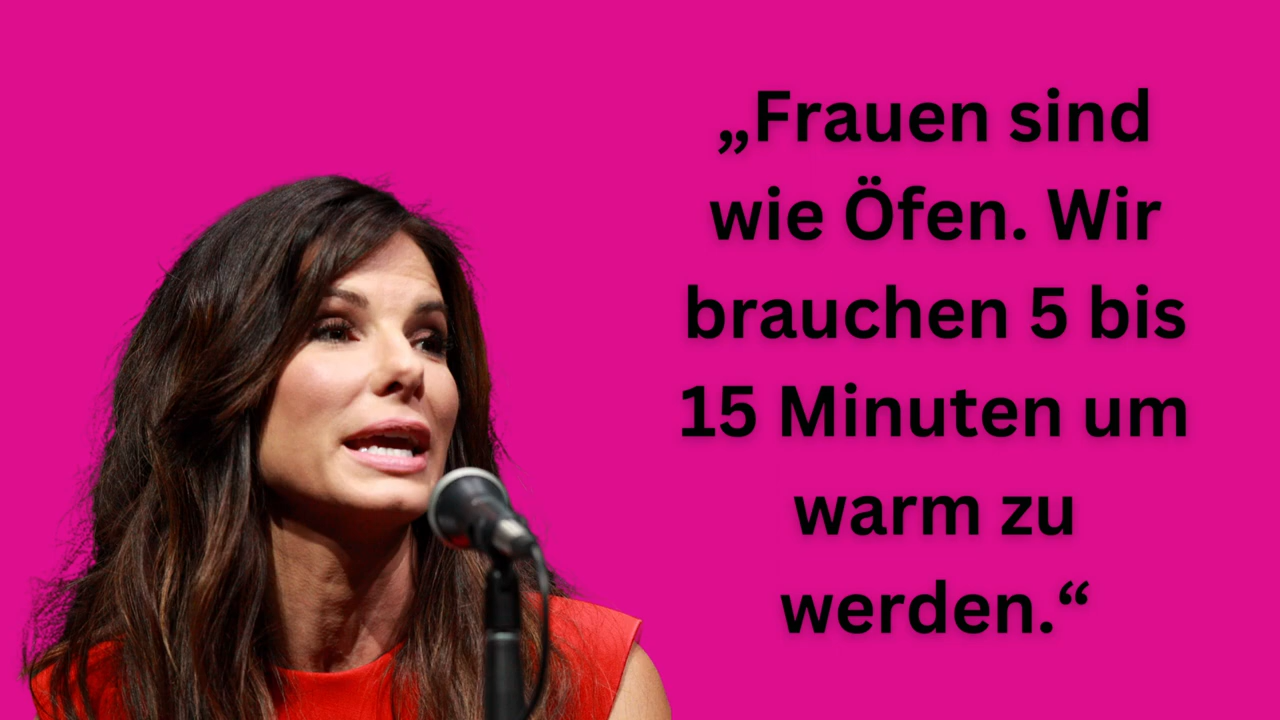 „Frauen sind
wie Öfen. Wir
brauchen 5 bis
15 Minuten um
warm zu
werden.“